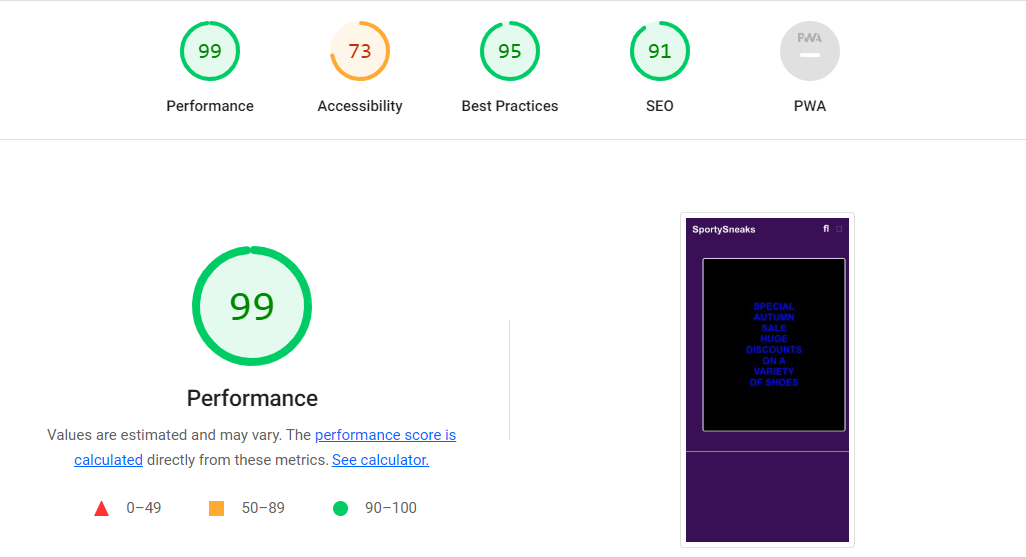 99
73
95
91
PWA
Performance
Accessibility
Best Practices
SEO
PWA
99
Performance
Values are estimated and may vary. The performance score is
calculated directly from these metrics. See calculator.
0–49
50–89
90–100
SportySneaks
fl
SPECIAL
AUTUMN
SALE
HUGE
DISCOUNTS
ON A
VARIETY
OF SHOES